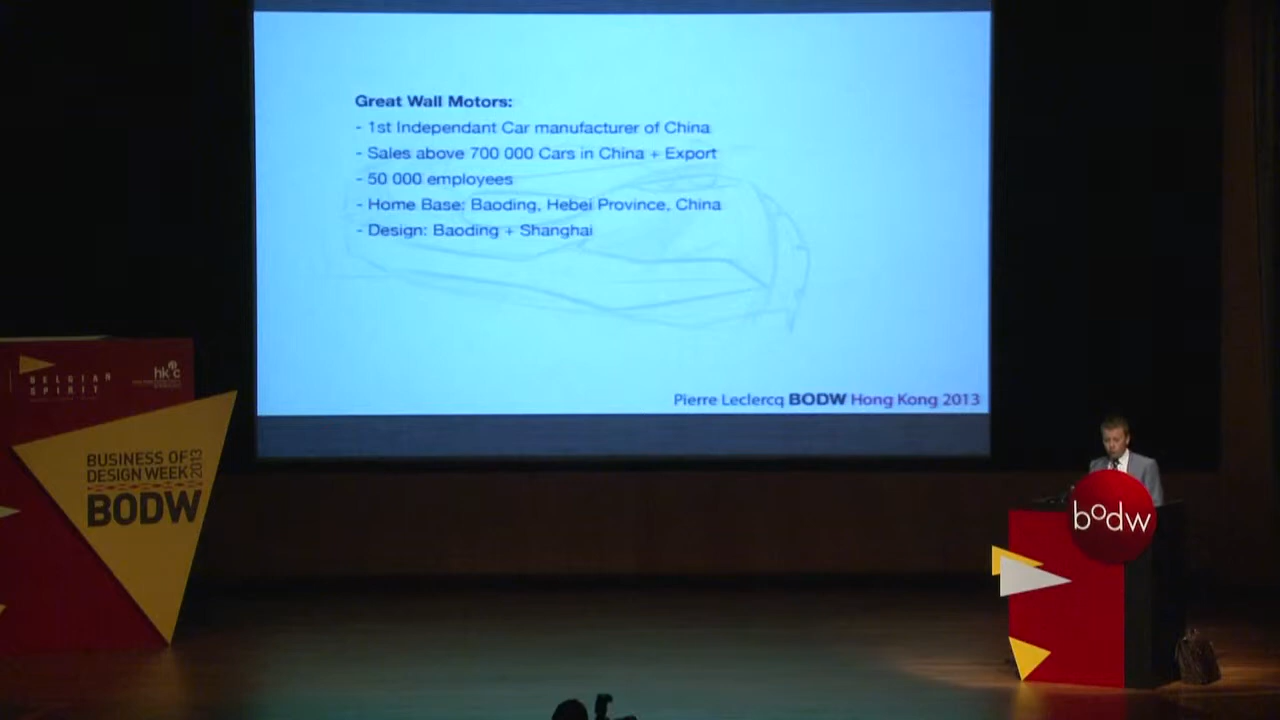 Great Wall Motors:
- 1st Independant Car manufacturer of China
- Sales above 700 000 Cars in China + Export
- 50 000 employees
- Home Base: Baoding, Hebei Province, China
- Design: Baoding + Shanghai
Pierre Leclercq BODW Hong Kong 2013
BELGIAN
SPIRIT
BUSINESS OF
DESIGN WEEK 2013
BODW
bodw